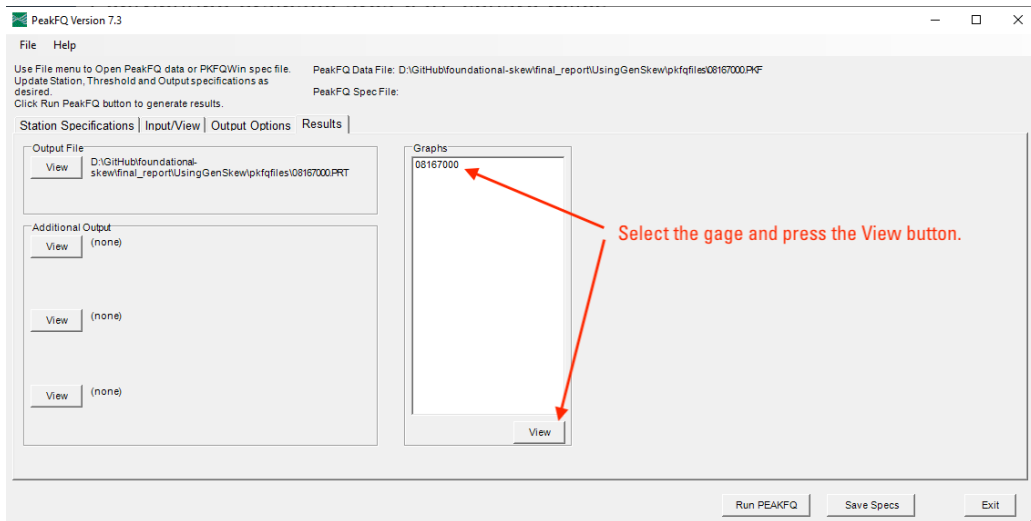 PeakFQ Version 7.3
File Help
Use File menu to Open PeakFQ data or PKFQWin spec file.
Update Station, Threshold and Output specifications as
desired.
Click Run PeakFQ button to generate results.
PeakFQ Data File: D:\GitHub\foundational-skew\final_report\UsingGenSkew\pkfqfiles\08167000.PKF
PeakFQ Spec File:
Station Specifications Input/View Output Options Results
Output File
View
D:\GitHub\foundational-
skew\final_report\UsingGenSkew\pkfqfiles\08167000.PRT
Additional Output
View (none)
View (none)
View (none)
Graphs
08167000
View
Select the gage and press the View button.
Run PEAKFQ Save Specs Exit